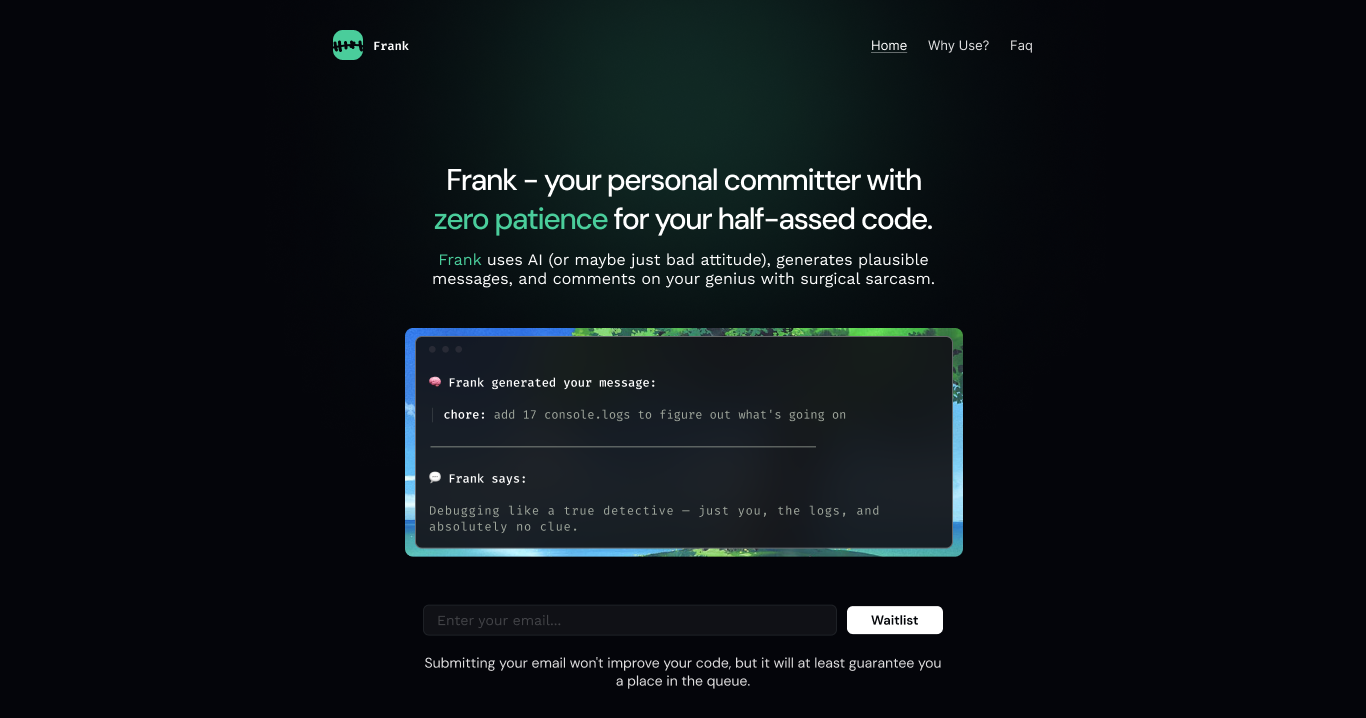 Frank
Home Why Use? Faq
Frank - your personal committer with
zero patience for your half-assed code.
Frank uses AI (or maybe just bad attitude), generates plausible
messages, and comments on your genius with surgical sarcasm.
Frank generated your message:
chore: add 17 console.logs to figure out what's going on
Frank says:
Debugging like a true detective — just you, the logs, and
absolutely no clue.
Enter your email...
Waitlist
Submitting your email won't improve your code, but it will at least guarantee you
a place in the queue.